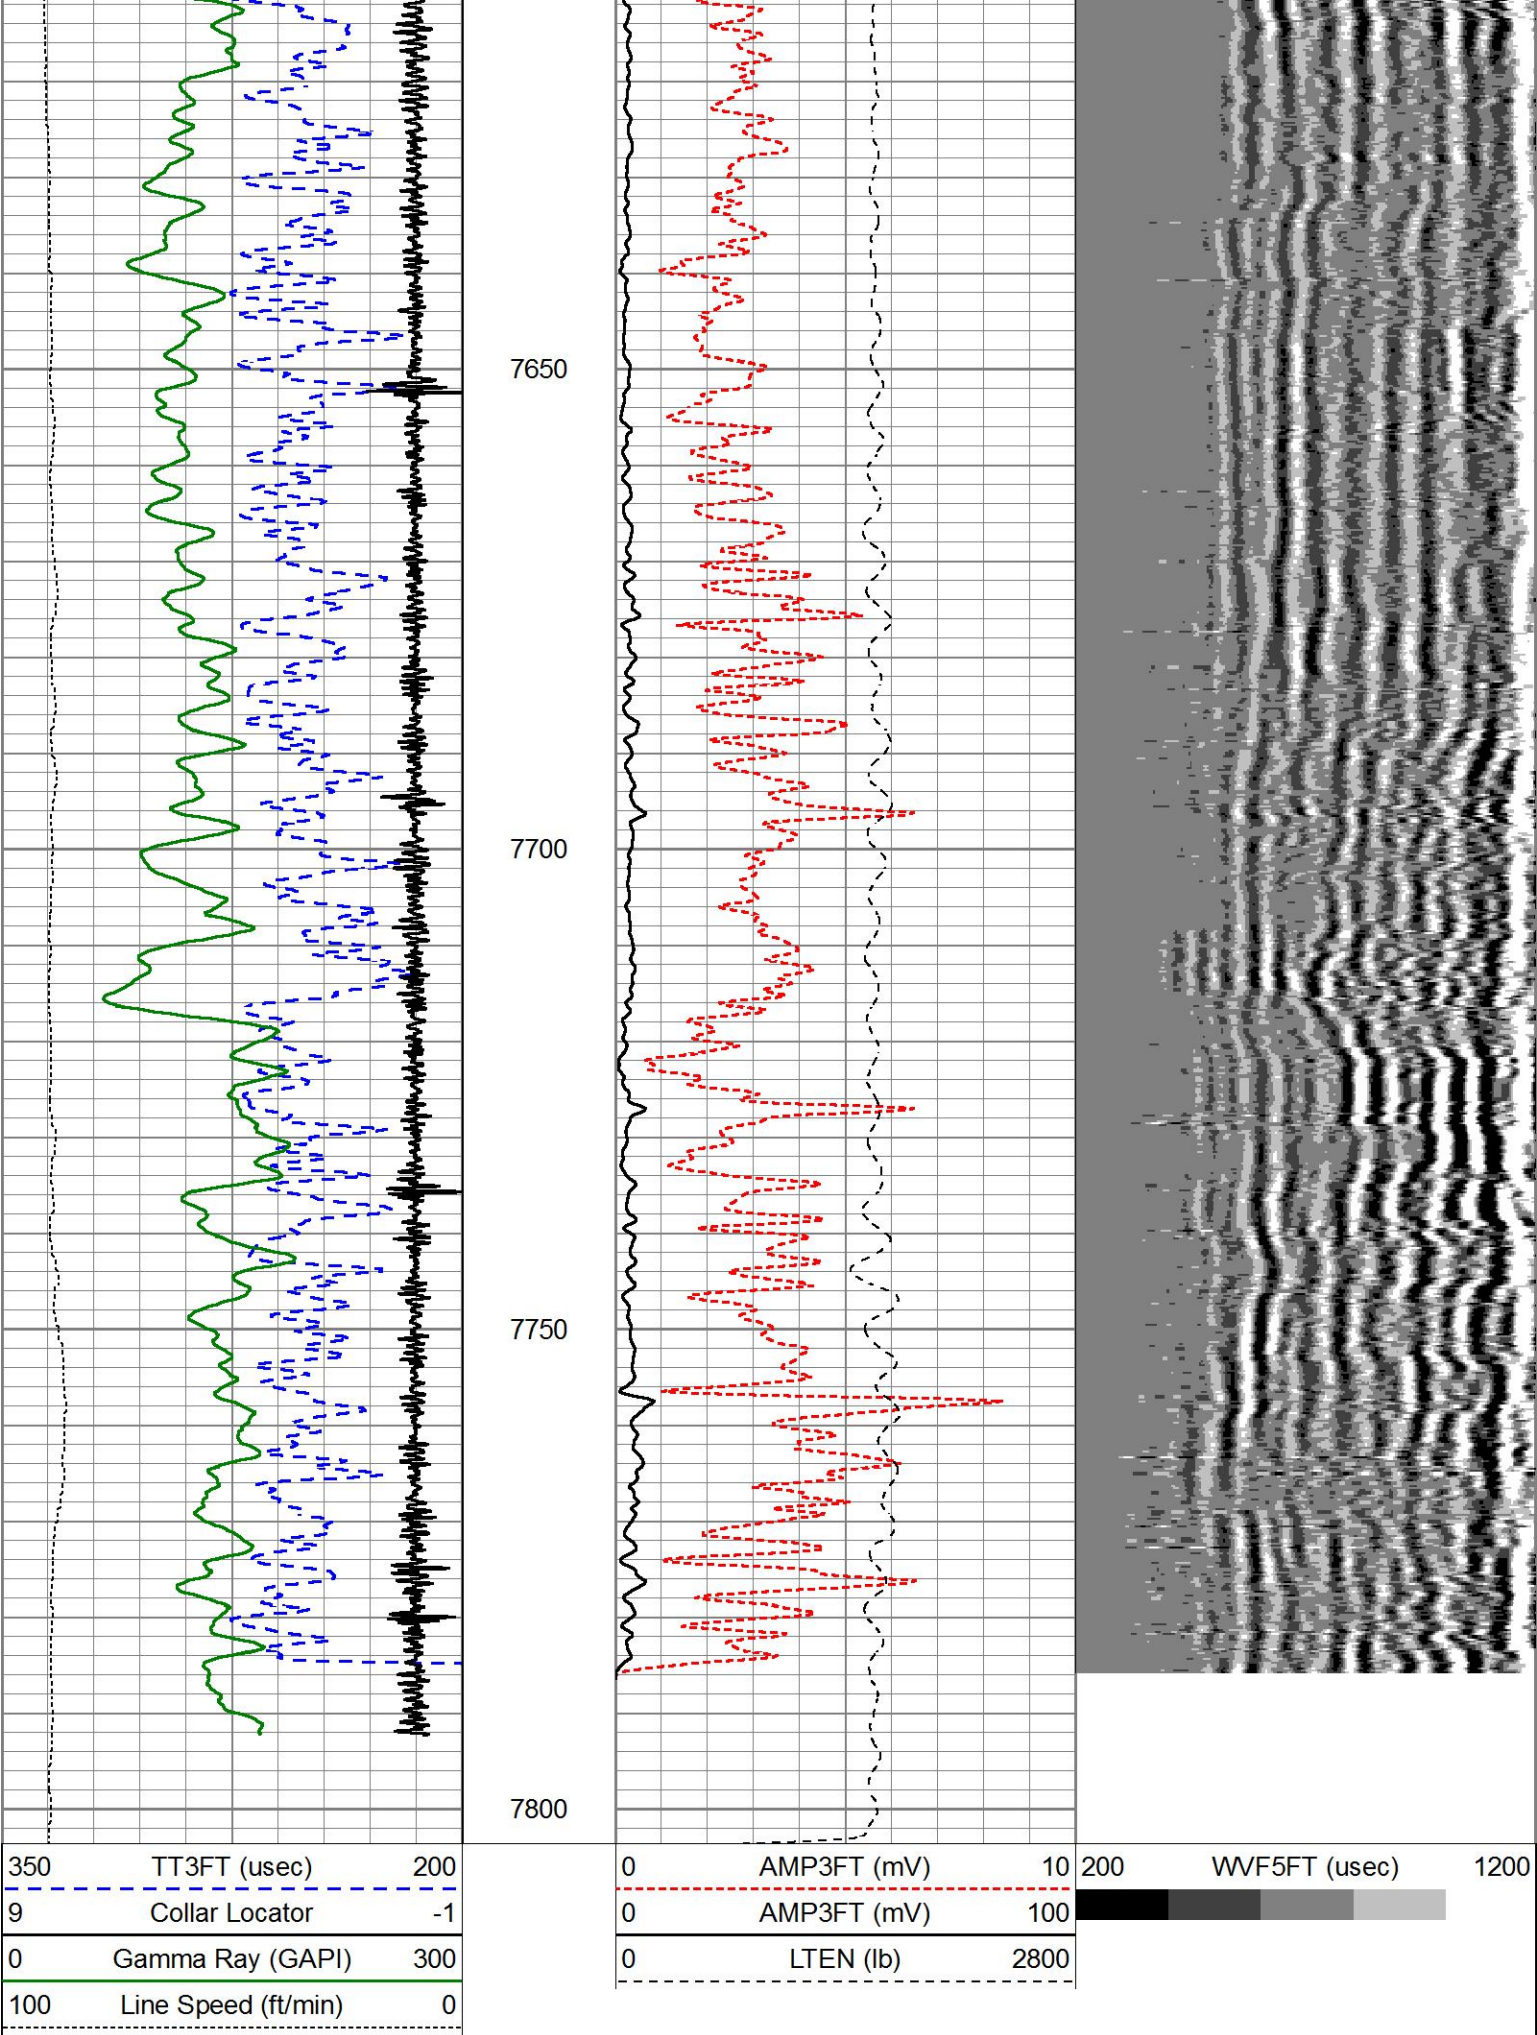 7650
7700
7750
7800
350 TT3FT (usec) 200
9 Collar Locator -1
0 Gamma Ray (GAPI) 300
100 Line Speed (ft/min) 0
0 AMP3FT (mV) 10
0 AMP3FT (mV) 100
0 LTEN (lb) 2800
200 WVF5FT (usec) 1200